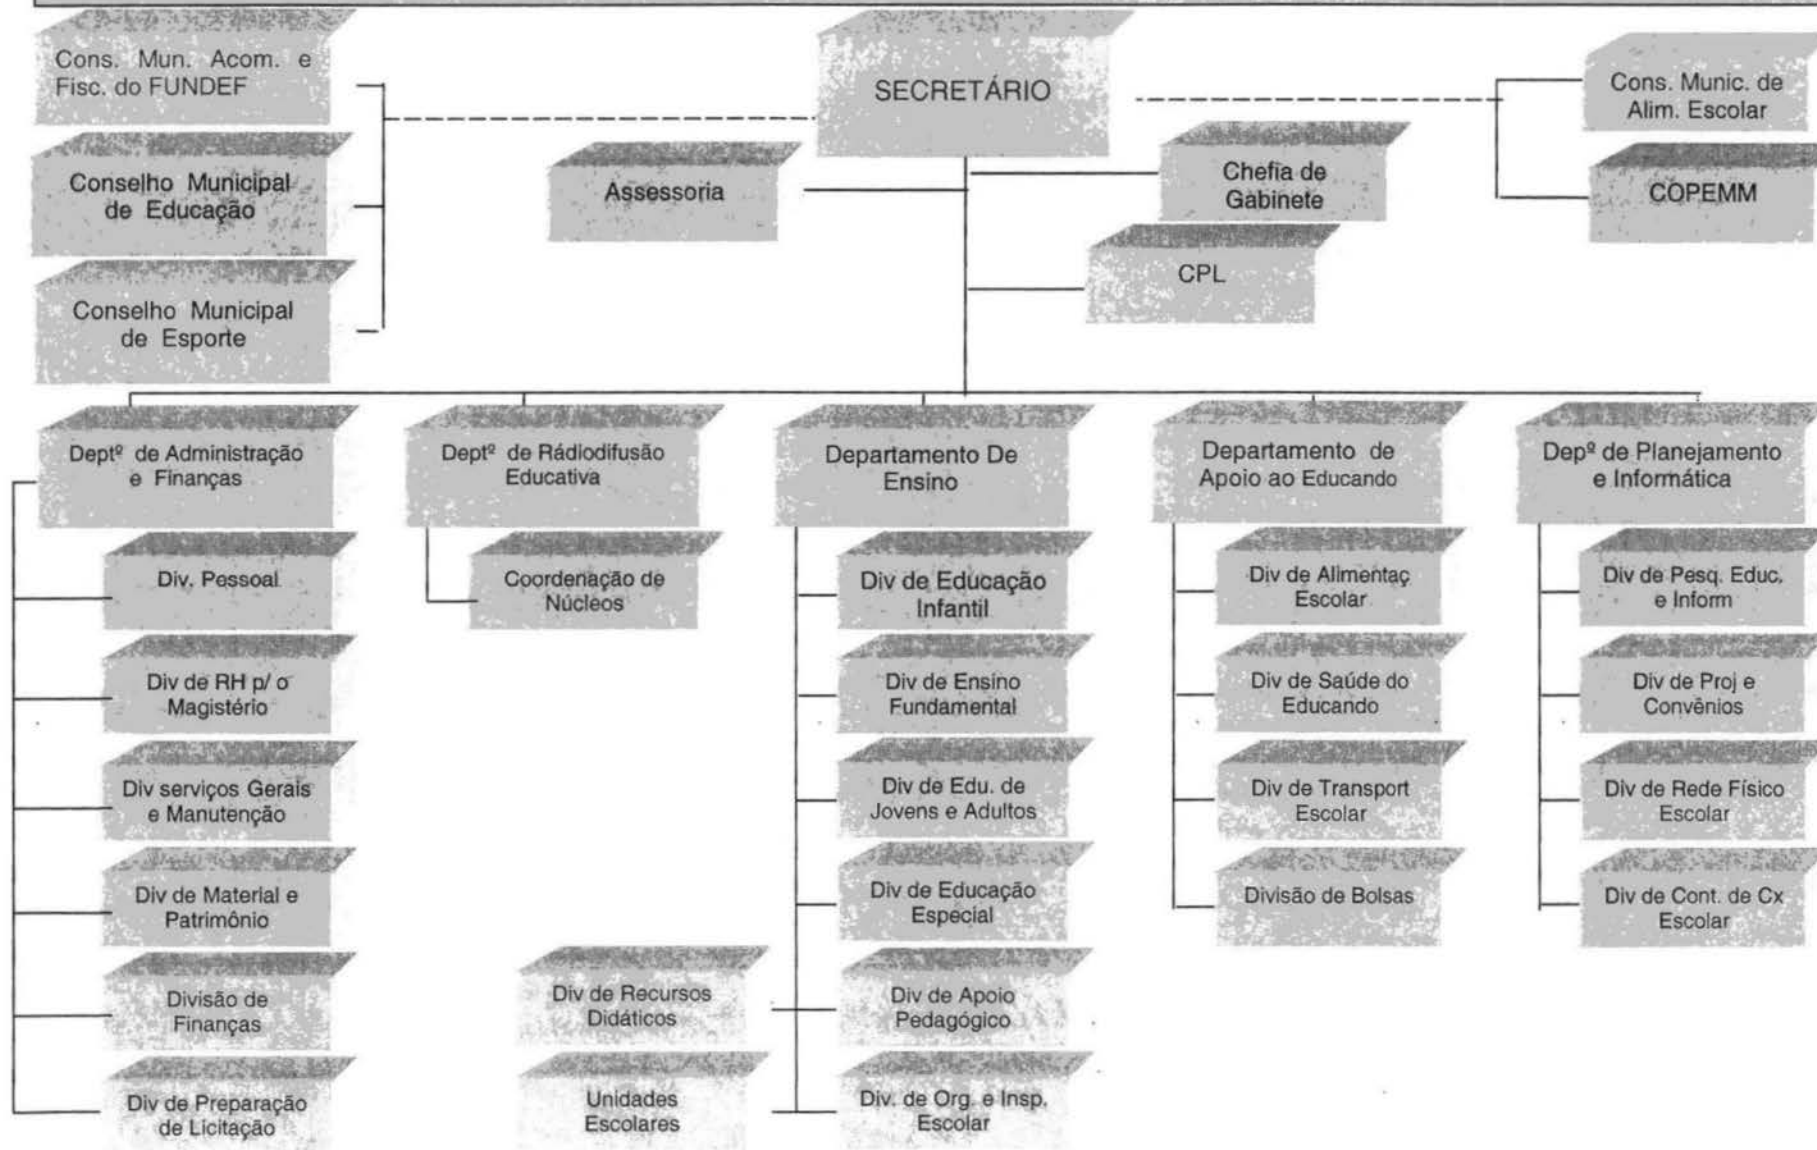 Cons. Mun. Acom. e
Fisc. do FUNDEF
SECRETÁRIO
Cons. Munic. de
Alim. Escolar
Conselho Municipal
de Educação
Assessoria
Chefia de
Gabinete
COPEMM
CPL
Conselho Municipal
de Esporte
Deptº de Administração
e Finanças
Deptº de Rádiodifusão
Educativa
Departamento De
Ensino
Departamento de
Apoio ao Educando
Depº de Planejamento
e Informática
Div. Pessoal
Coordenação de
Núcleos
Div de Educação
Infantil
Div de Alimentaç
Escolar
Div de Pesq. Educ.
e Inform
Div de RH p/ o
Magistério
Div de Ensino
Fundamental
Div de Saúde do
Educando
Div de Proj e
Convênios
Div serviços Gerais
e Manutenção
Div de Edu. de
Jovens e Adultos
Div de Transport
Escolar
Div de Rede Físico
Escolar
Div de Material e
Patrimônio
Div de Educação
Especial
Divisão de Bolsas
Div de Cont. de Cx
Escolar
Divisão de
Finanças
Div de Recursos
Didáticos
Div de Apoio
Pedagógico
Div de Preparação
de Licitação
Unidades
Escolares
Div. de Org. e Insp.
Escolar